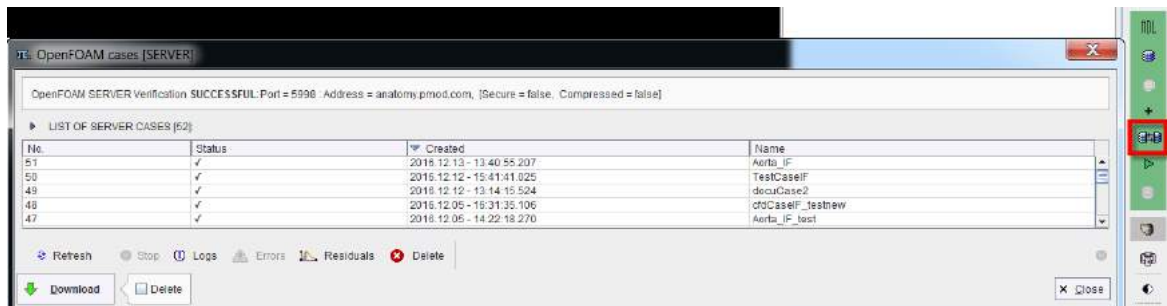 MDL
OpenFOAM cases [SERVER]
OpenFOAM SERVER Verification SUCCESSFUL: Port = 5998 : Address = anatomy.pmod.com, [Secure = false, Compressed = false]
LIST OF SERVER CASES [52]:
No. Status Created Name
51 ✓ 2016.12.13 - 13:40:55.207 Aorta_IF
50 ✓ 2016.12.12 - 15:41:41.025 TestCaseIF
49 ✓ 2016.12.12 - 13:14:15.524 docuCase2
48 ✓ 2016.12.05 - 16:31:35.106 cfdCaseIF_testnew
47 ✓ 2016.12.05 - 14:22:18.270 Aorta_IF_test
Refresh Stop Logs Errors Residuals Delete
Download Delete Close